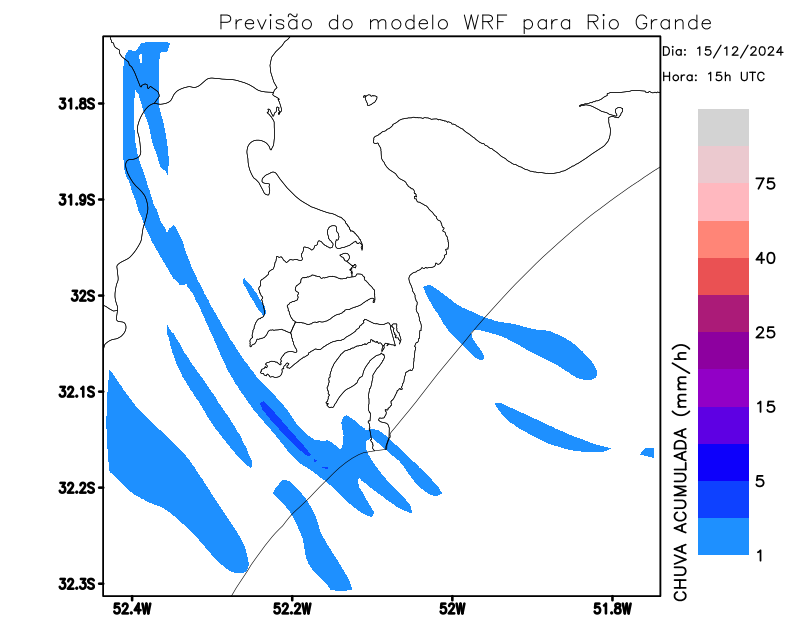 Previsão do modelo WRF para Rio Grande
Dia: 15/12/2024
Hora: 15h UTC
31.8S
31.9S
32S
32.1S
32.2S
32.3S
52.4W
52.2W
52W
51.8W
75
40
25
15
5
1
CHUVA ACUMULADA (mm/h)